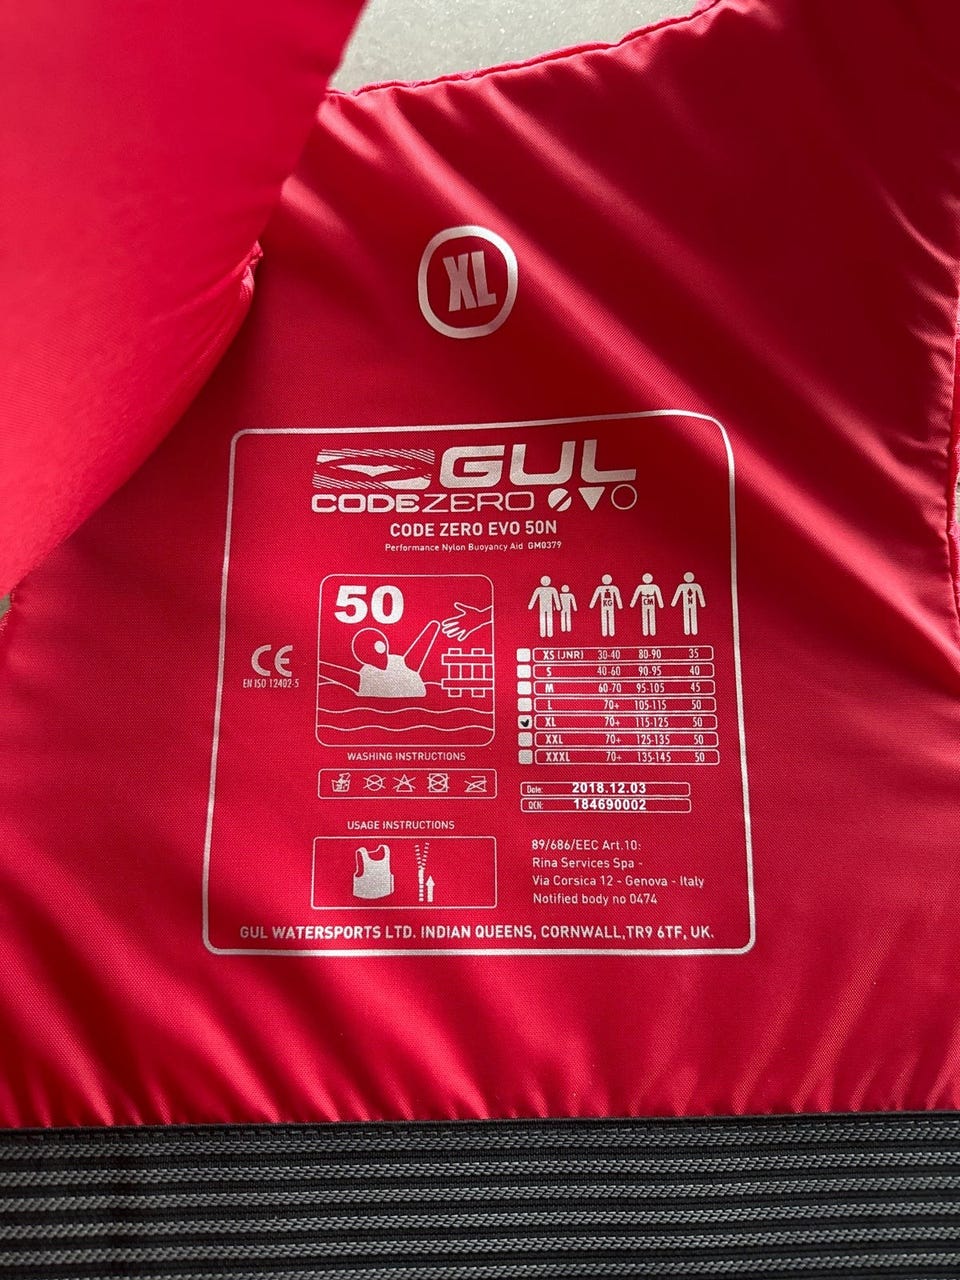 XL
GUL
CODEZERO EVO
CODE ZERO EVO 50N
Performance Nylon Buoyancy Aid GM0379
50
KG CM N
CE
EN ISO 12402-5
XS (JNR) 30-40 80-90 35
S 40-60 90-95 40
M 60-70 95-105 45
L 70+ 105-115 50
XL 70+ 115-125 50
XXL 70+ 125-135 50
XXXL 70+ 135-145 50
WASHING INSTRUCTIONS
Date: 2018.12.03
QCN: 184690002
USAGE INSTRUCTIONS
89/686/EEC Art.10:
Rina Services Spa -
Via Corsica 12 - Genova - Italy
Notified body no 0474
GUL WATERSPORTS LTD. INDIAN QUEENS, CORNWALL,TR9 6TF, UK.